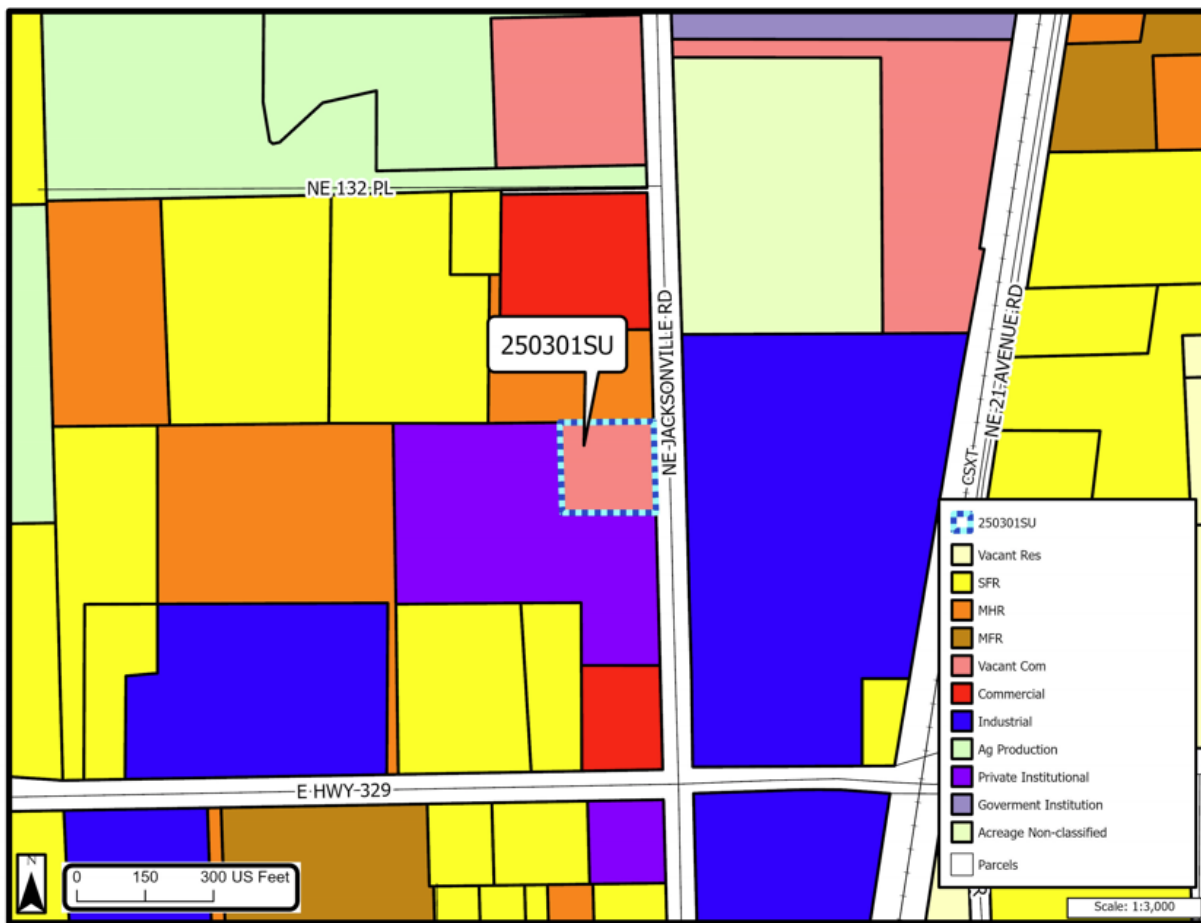 NE 132 PL
250301SU
NE JACKSONVILLE RD
NE 21 AVENUE RD
CSXT
250301SU
Vacant Res
SFR
MHR
MFR
Vacant Com
Commercial
Industrial
Ag Production
Private Institutional
Goverment Institution
Acreage Non-classified
Parcels
E HWY 329
N
0 150 300 US Feet
Scale: 1:3,000